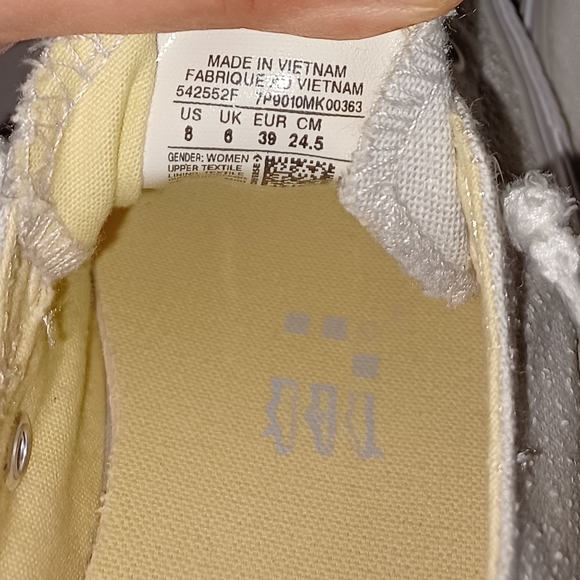 MADE IN VIETNAM
FABRIQUE AU VIETNAM
542552F 7P9010MK00363
US UK EUR CM
8 6 39 24.5
GENDER: WOMEN
UPPER TEXTILE